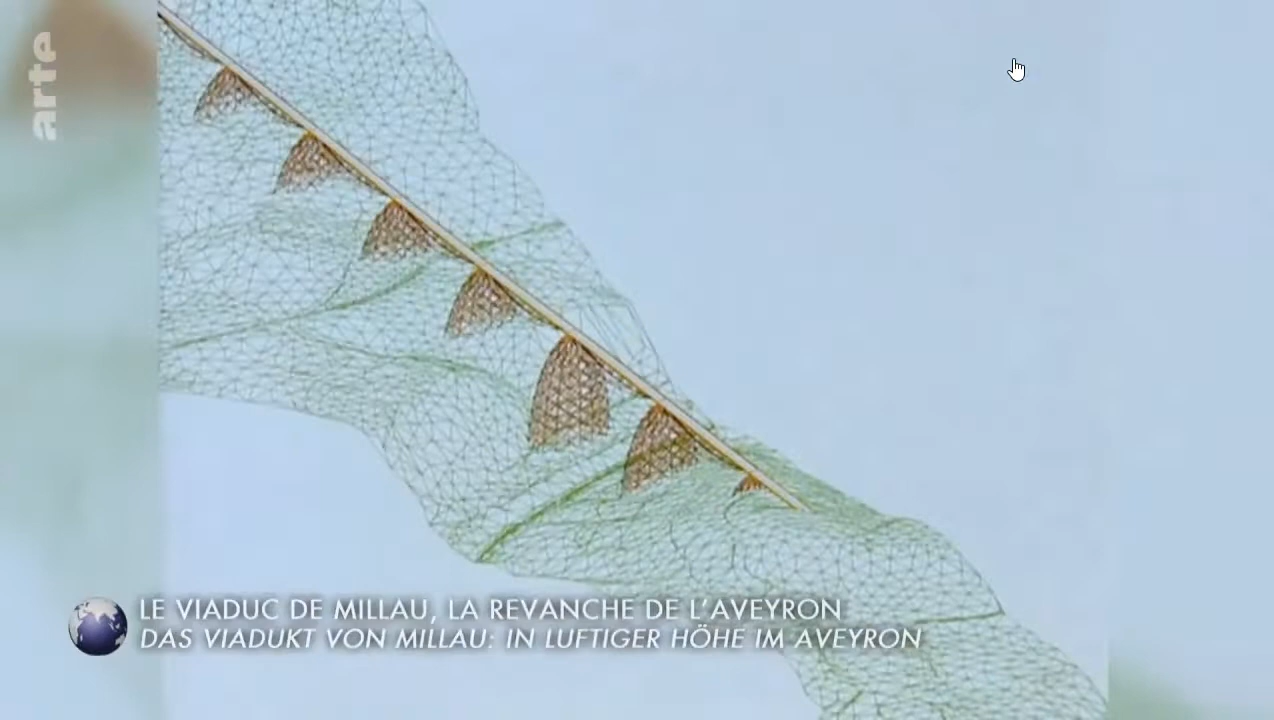 arte
LE VIADUC DE MILLAU, LA REVANCHE DE L'AVEYRON
DAS VIADUKT VON MILLAU: IN LUFTIGER HÖHE IM AVEYRON